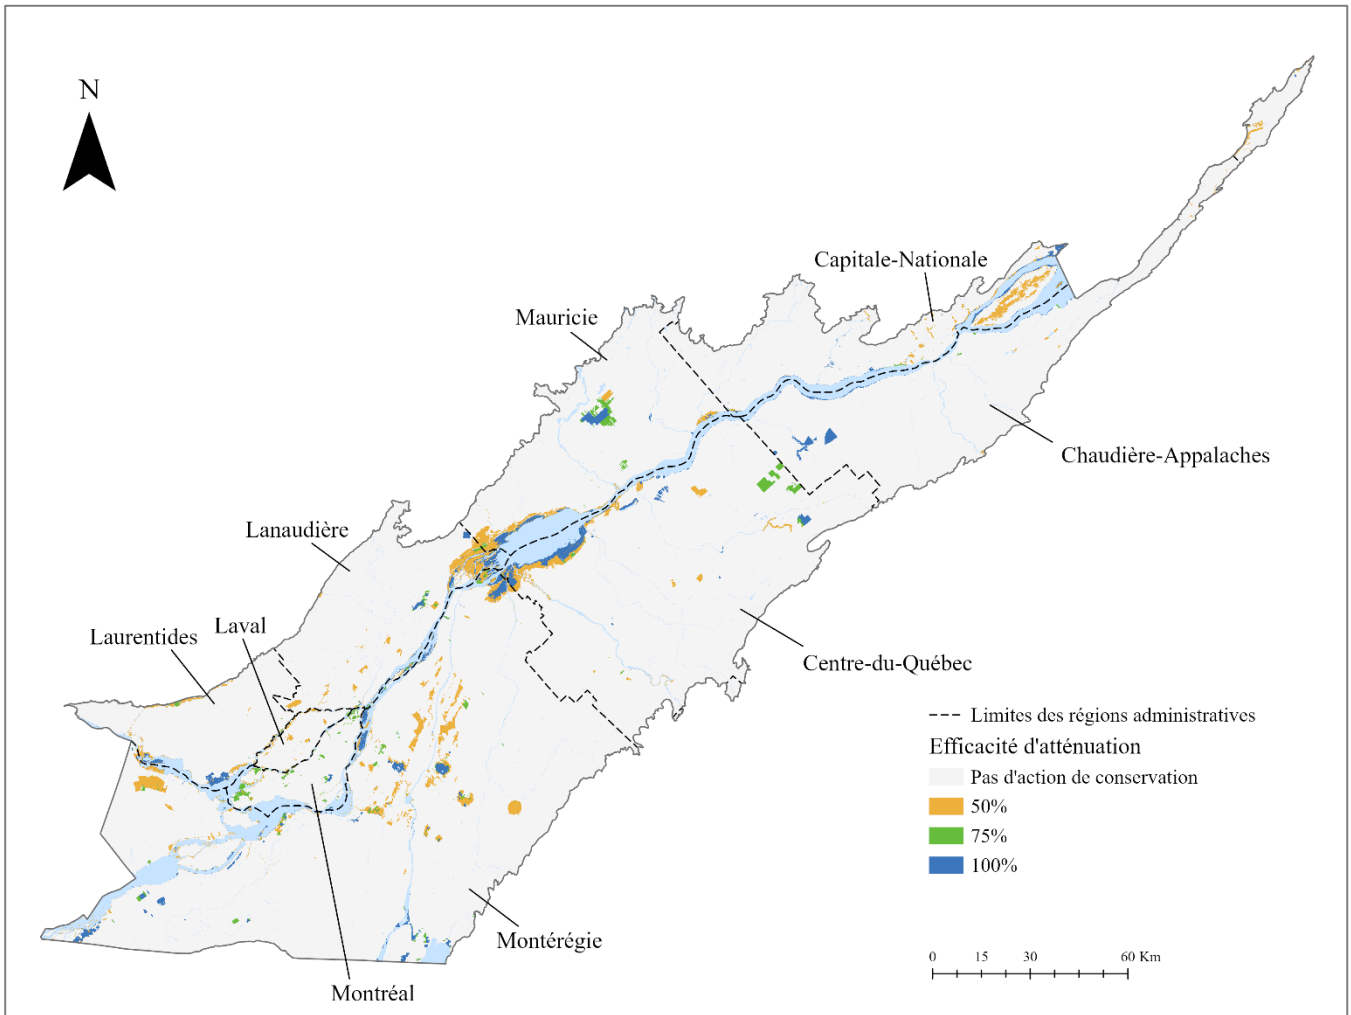 N
Capitale-Nationale
Mauricie
Chaudière-Appalaches
Lanaudière
Laurentides
Laval
Centre-du-Québec
Limites des régions administratives
Efficacité d'atténuation
Pas d'action de conservation
50%
75%
100%
Montérégie
Montréal
0 15 30 60 Km